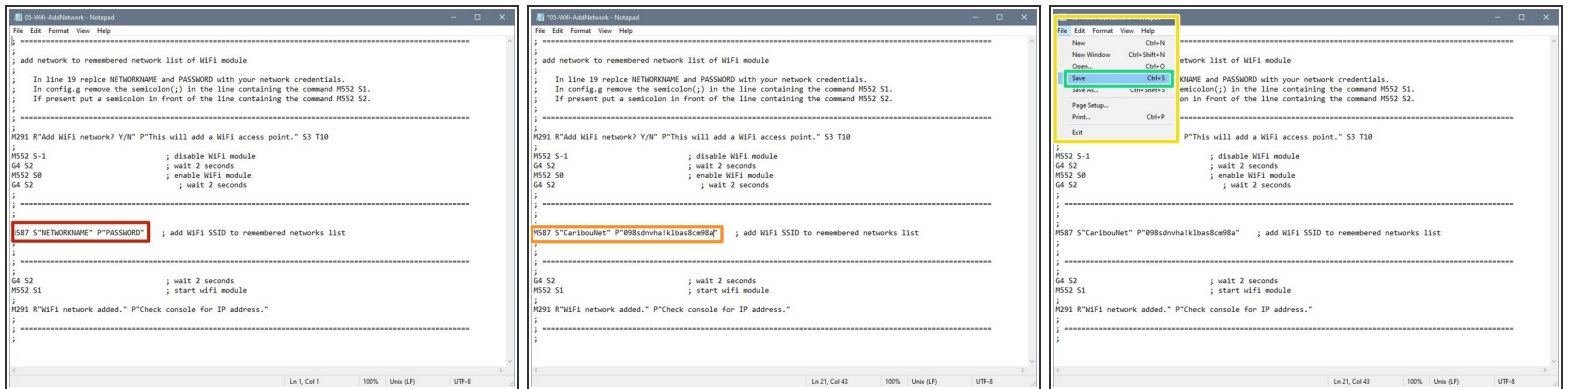 05-Wifi-AddNetwork - Notepad
File Edit Format View Help
; ==========================================================================================
;
; add network to remembered network list of WiFi module
;
;    In line 19 replce NETWORKNAME and PASSWORD with your network credentials.
;    In config.g remove the semicolon(;) in the line containing the command M552 S1.
;    If present put a semicolon in front of the line containing the command M552 S2.
;
; ==========================================================================================
;
M291 R"Add WiFi network? Y/N" P"This will add a WiFi access point." S3 T10
;
M552 S-1 ; disable WiFi module
G4 S2 ; wait 2 seconds
M552 S0 ; enable WiFi module
G4 S2 ; wait 2 seconds
;
; ==========================================================================================
;
;
587 S"NETWORKNAME" P"PASSWORD" ; add WiFi SSID to remembered networks list
;
;
; ==========================================================================================
;
G4 S2 ; wait 2 seconds
M552 S1 ; start wifi module
;
M291 R"WiFi network added." P"Check console for IP address."
;
; ==========================================================================================
;
Ln 1, Col 1 100% Unix (LF) UTF-8
*05-Wifi-AddNetwork - Notepad
File Edit Format View Help
; ==========================================================================================
;
; add network to remembered network list of WiFi module
;
;    In line 19 replce NETWORKNAME and PASSWORD with your network credentials.
;    In config.g remove the semicolon(;) in the line containing the command M552 S1.
;    If present put a semicolon in front of the line containing the command M552 S2.
;
; ==========================================================================================
;
M291 R"Add WiFi network? Y/N" P"This will add a WiFi access point." S3 T10
;
M552 S-1 ; disable WiFi module
G4 S2 ; wait 2 seconds
M552 S0 ; enable WiFi module
G4 S2 ; wait 2 seconds
;
; ==========================================================================================
;
M587 S"CaribouNet" P"098sdnvha!klbas8cm98a" ; add WiFi SSID to remembered networks list
;
;
; ==========================================================================================
;
G4 S2 ; wait 2 seconds
M552 S1 ; start wifi module
;
M291 R"WiFi network added." P"Check console for IP address."
;
; ==========================================================================================
;
Ln 21, Col 43 100% Unix (LF) UTF-8
File Edit Format View Help
New Ctrl+N
New Window Ctrl+Shift+N
Open... Ctrl+O
Save Ctrl+S
Save As... Ctrl+Shift+S
Page Setup...
Print... Ctrl+P
Exit
etwork list of WiFi module
KNAME and PASSWORD with your network credentials.
emicolon(;) in the line containing the command M552 S1.
on in front of the line containing the command M552 S2.
P"This will add a WiFi access point." S3 T10
;
M552 S-1 ; disable WiFi module
G4 S2 ; wait 2 seconds
M552 S0 ; enable WiFi module
G4 S2 ; wait 2 seconds
;
; ==========================================================================================
;
;
M587 S"CaribouNet" P"098sdnvha!klbas8cm98a" ; add WiFi SSID to remembered networks list
;
;
; ==========================================================================================
;
G4 S2 ; wait 2 seconds
M552 S1 ; start wifi module
;
M291 R"WiFi network added." P"Check console for IP address."
;
; ==========================================================================================
;
Ln 21, Col 43 100% Unix (LF) UTF-8